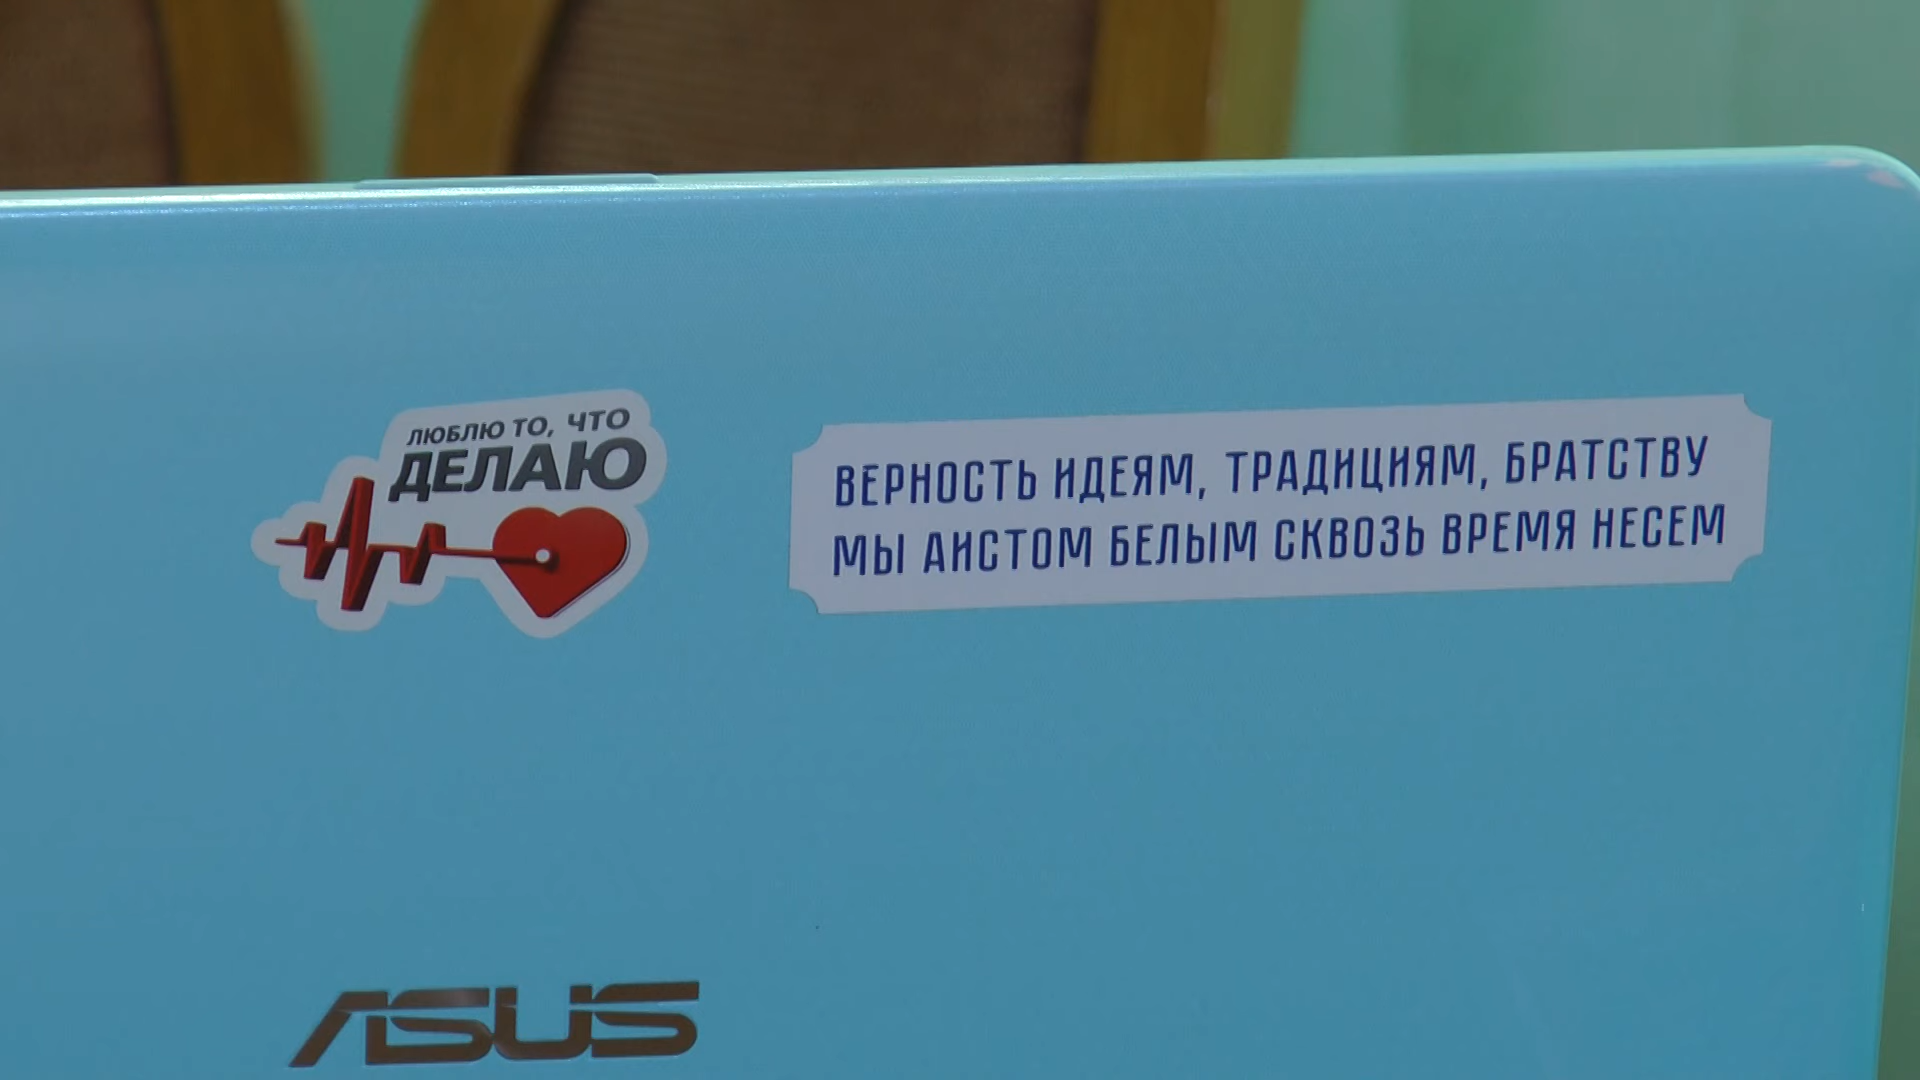 ЛЮБЛЮ ТО, ЧТО
ДЕЛАЮ
ВЕРНОСТЬ ИДЕЯМ, ТРАДИЦИЯМ, БРАТСТВУ
МЫ АИСТОМ БЕЛЫМ СКВОЗЬ ВРЕМЯ НЕСЕМ
ASUS